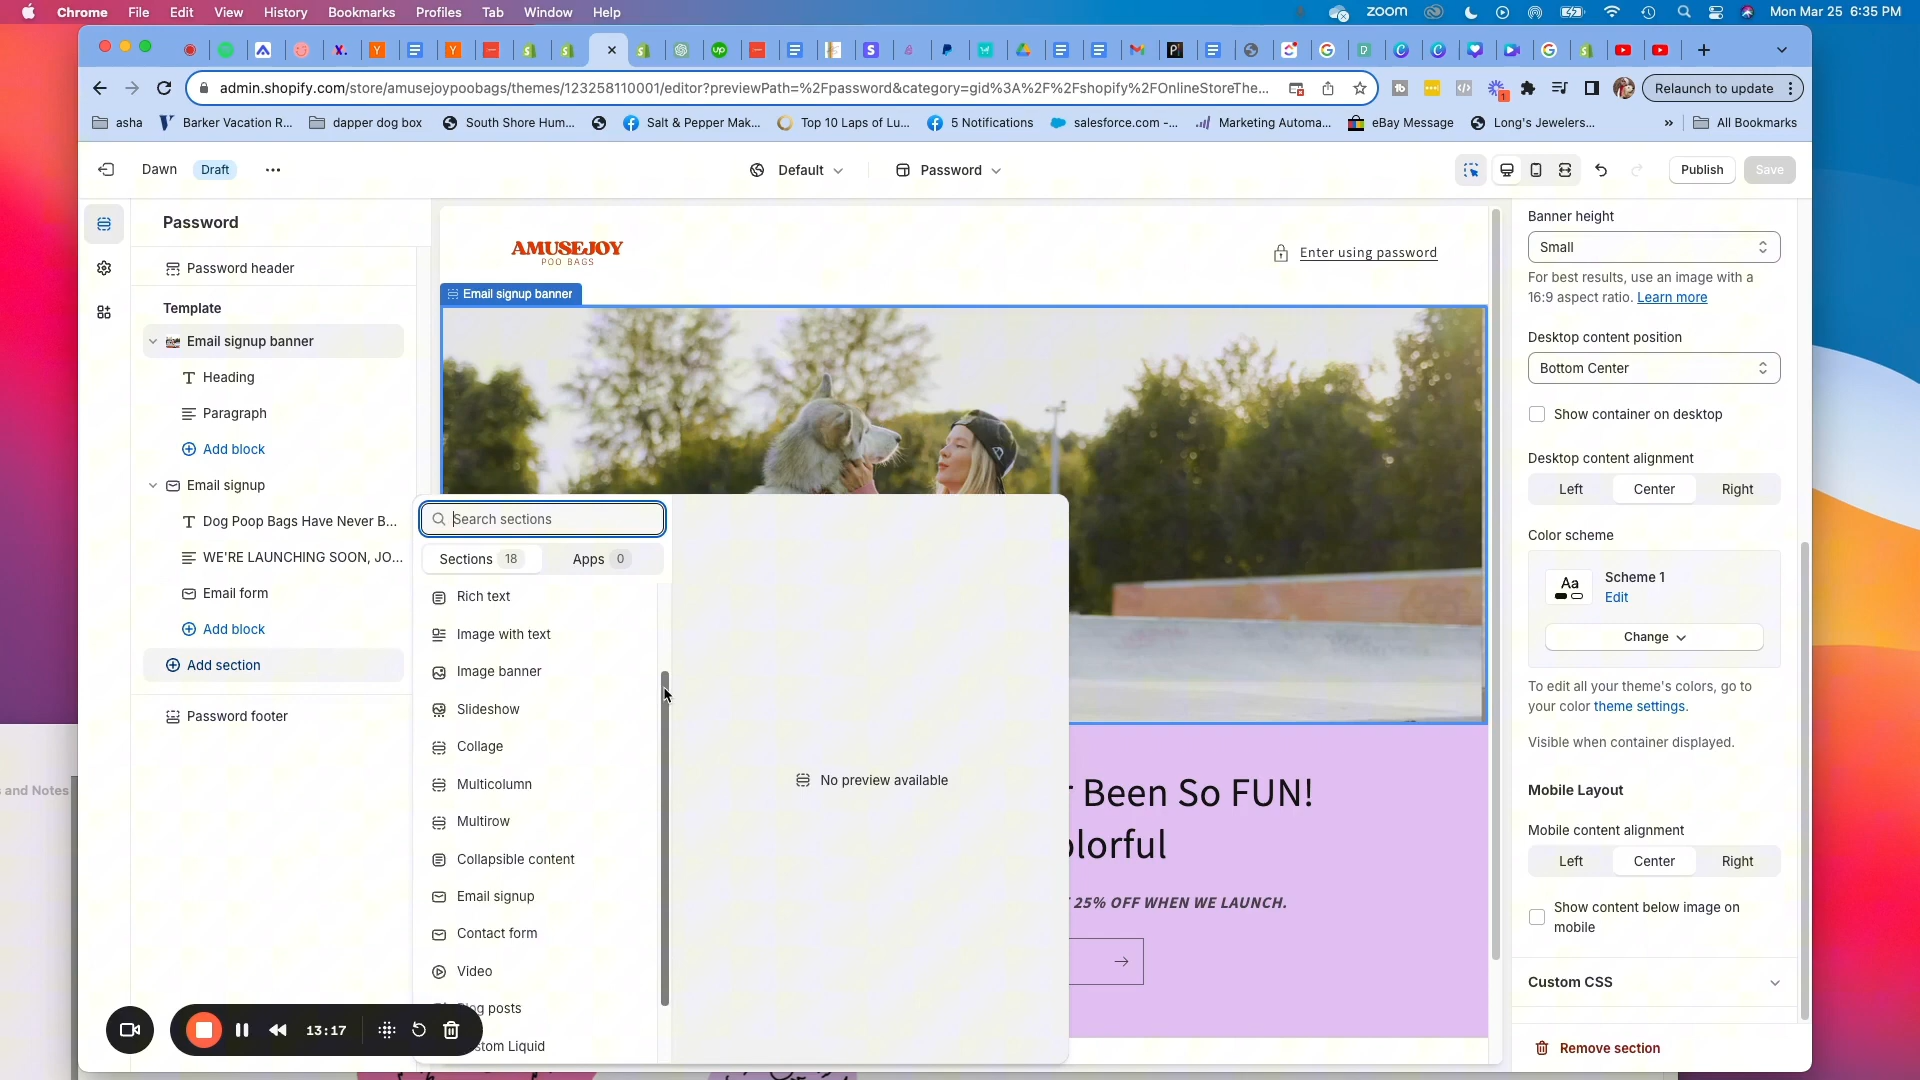 Chrome File Edit View History Bookmarks Profiles Tab Window Help
zoom Mon Mar 25 6:35 PM
admin.shopify.com/store/amusejoypoobags/themes/123258110001/editor?previewPath=%2Fpassword&category=gid%3A%2F%2Fshopify%2FOnlineStoreThe...
1
Relaunch to update
asha Barker Vacation R... dapper dog box South Shore Hum... Salt & Pepper Mak... Top 10 Laps of Lu... 5 Notifications salesforce.com -... Marketing Automa... eBay Message Long's Jewelers... » All Bookmarks
Dawn Draft Default Password Publish Save
Password
Password header
Template
Email signup banner
Heading
Paragraph
Add block
Email signup
Dog Poop Bags Have Never B...
WE'RE LAUNCHING SOON, JO...
Email form
Add block
Add section
Password footer
AMUSEJOY
POO BAGS
Enter using password
Email signup banner
Search sections
Sections 18 Apps 0
Rich text
Image with text
Image banner
Slideshow
Collage
Multicolumn
Multirow
Collapsible content
Email signup
Contact form
Video
posts
Liquid
No preview available
Been So FUN!
25% OFF WHEN WE LAUNCH.
Banner height
Small
For best results, use an image with a
16:9 aspect ratio. Learn more
Desktop content position
Bottom Center
Show container on desktop
Desktop content alignment
Left Center Right
Color scheme
Aa
Scheme 1
Edit
Change
To edit all your theme's colors, go to
your color theme settings.
Visible when container displayed.
Mobile Layout
Mobile content alignment
Left Center Right
Show content below image on
mobile
Custom CSS
Remove section
13:17
and Notes